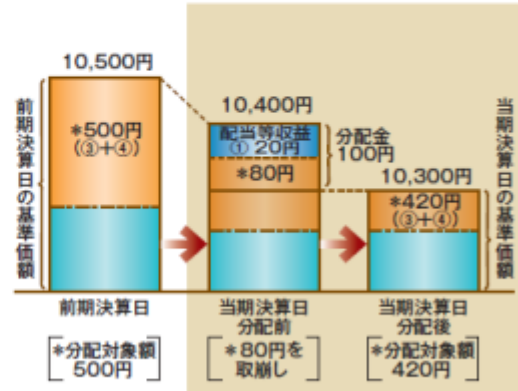 10,500円
前期決算日の基準価額
*500円
(③+④)
10,400円
配当等収益
① 20円
*80円
分配金
100円
10,300円
*420円
(③+④)
当期決算日の基準価額
前期決算日
*分配対象額
500円
当期決算日
分配前
*80円を
取崩し
当期決算日
分配後
*分配対象額
420円